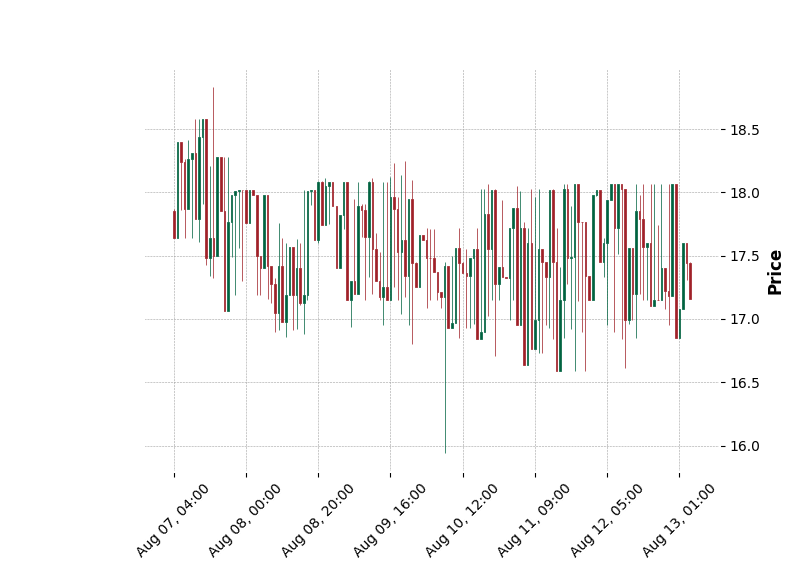 18.5
18.0
17.5
17.0
16.5
16.0
Price
Aug 07, 04:00
Aug 08, 00:00
Aug 08, 20:00
Aug 09, 16:00
Aug 10, 12:00
Aug 11, 09:00
Aug 12, 05:00
Aug 13, 01:00